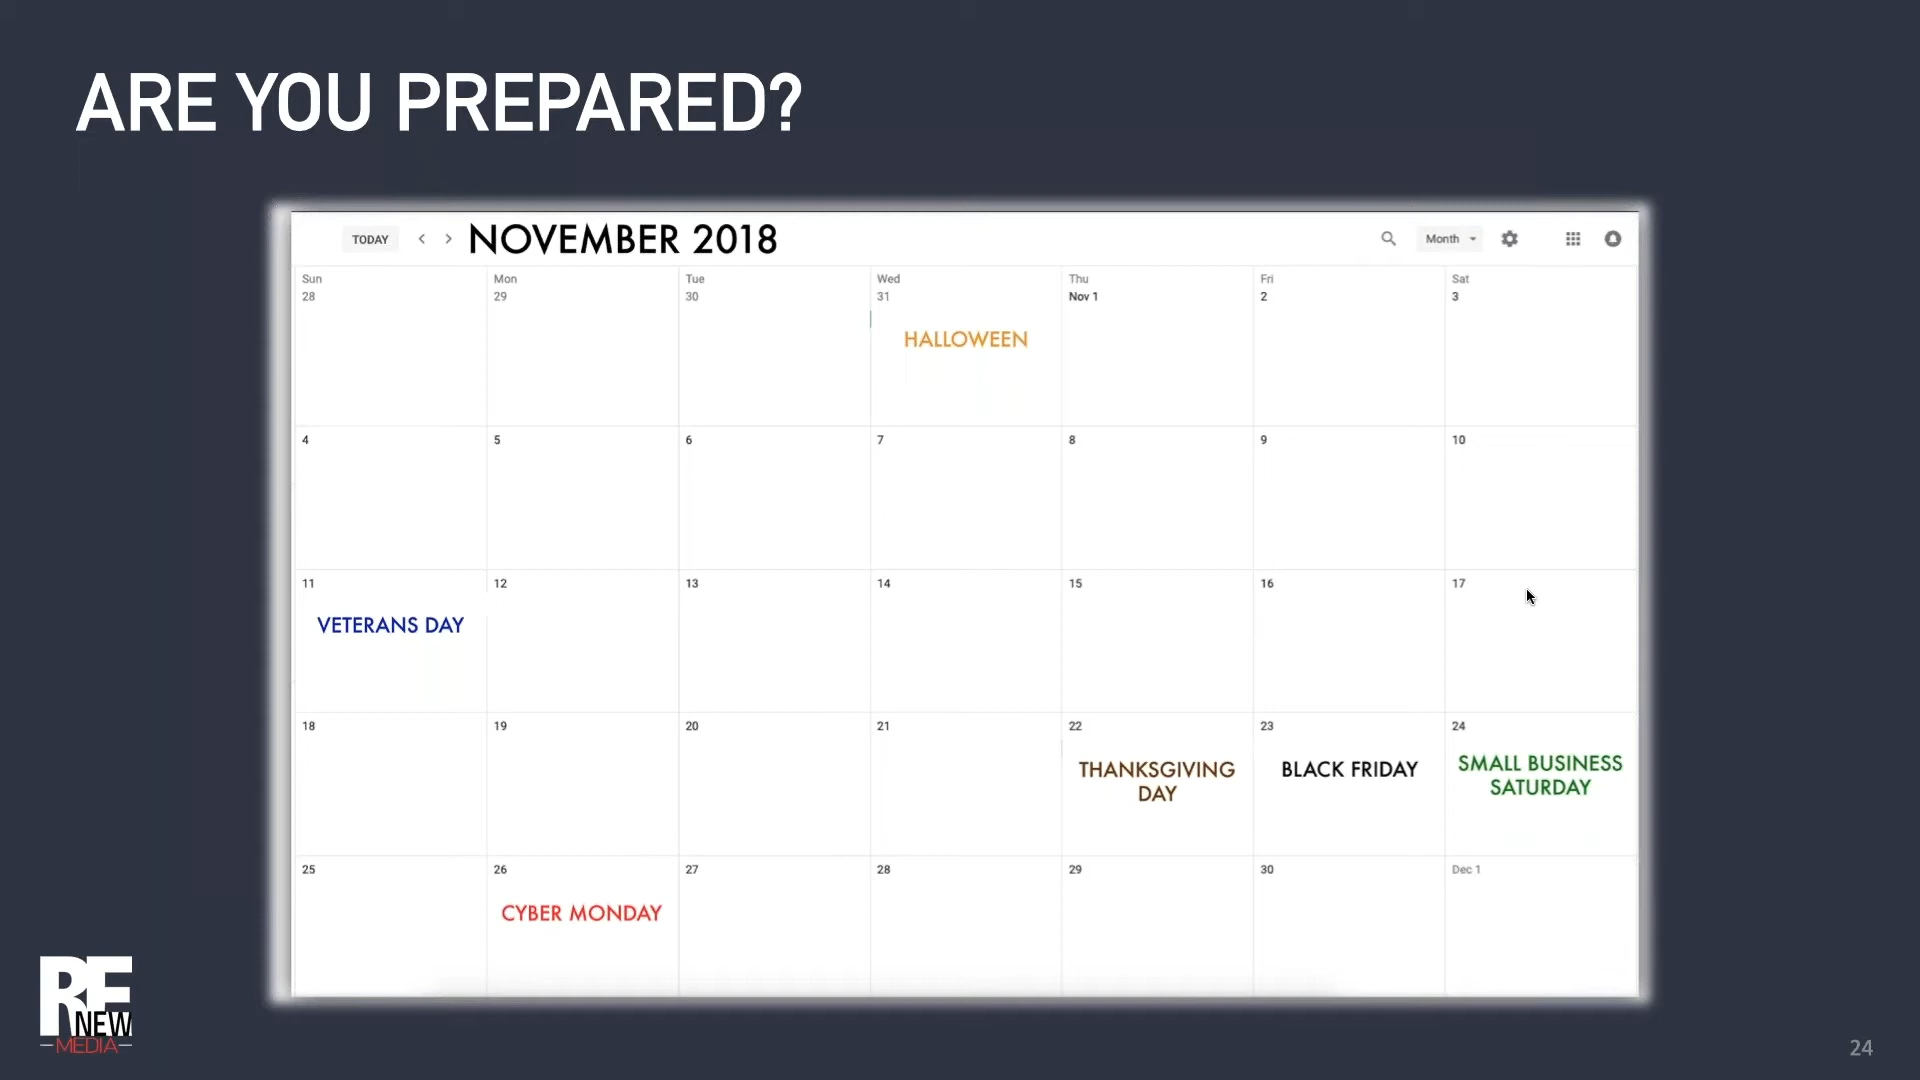 ARE YOU PREPARED?
TODAY < > NOVEMBER 2018 Month
Sun Mon Tue Wed Thu Fri Sat
28 29 30 31 Nov 1 2 3
HALLOWEEN
4 5 6 7 8 9 10
11 12 13 14 15 16 17
VETERANS DAY
18 19 20 21 22 23 24
THANKSGIVING
DAY
BLACK FRIDAY
SMALL BUSINESS
SATURDAY
25 26 27 28 29 30 Dec 1
CYBER MONDAY
RE
NEW
MEDIA
24